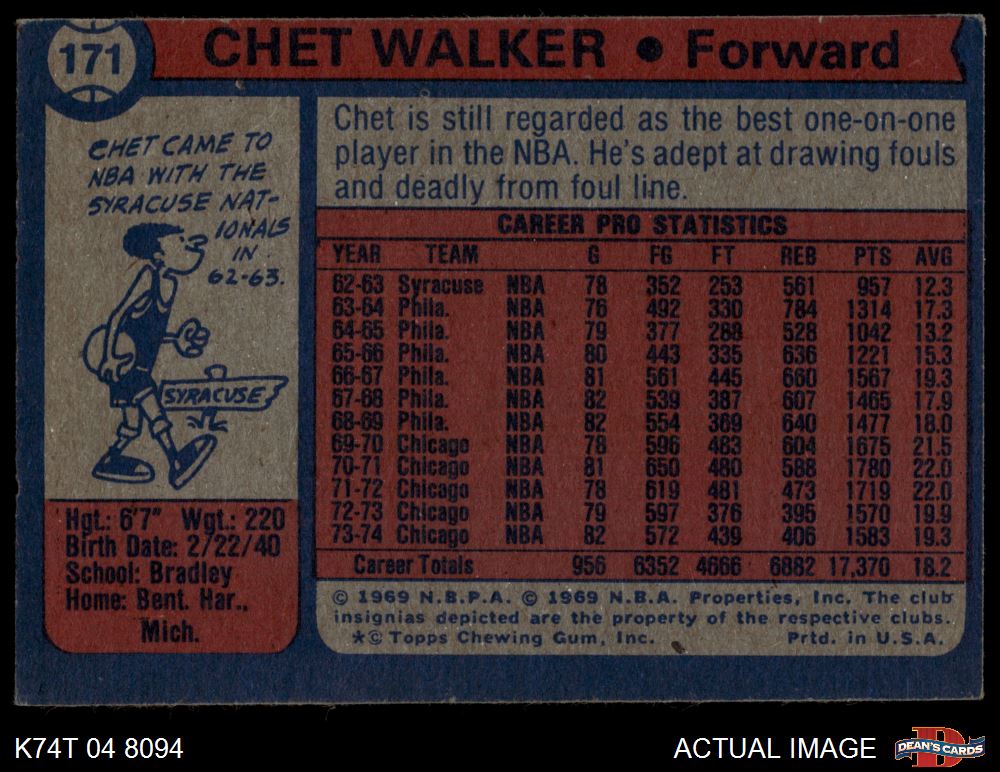 171
CHET WALKER • Forward
CHET CAME TO
NBA WITH THE
SYRACUSE NAT-
IONALS
IN
62-63.
SYRACUSE
Hgt.: 6'7" Wgt.: 220
Birth Date: 2/22/40
School: Bradley
Home: Bent. Har.,
Mich.
Chet is still regarded as the best one-on-one
player in the NBA. He's adept at drawing fouls
and deadly from foul line.
CAREER PRO STATISTICS
YEAR TEAM G FG FT REB PTS AVG
62-63 Syracuse NBA 78 352 253 561 957 12.3
63-64 Phila. NBA 76 492 330 784 1314 17.3
64-65 Phila. NBA 79 377 288 528 1042 13.2
65-66 Phila. NBA 80 443 335 636 1221 15.3
66-67 Phila. NBA 81 561 445 660 1567 19.3
67-68 Phila. NBA 82 539 387 607 1465 17.9
68-69 Phila. NBA 82 554 369 640 1477 18.0
69-70 Chicago NBA 78 596 483 604 1675 21.5
70-71 Chicago NBA 81 650 480 588 1780 22.0
71-72 Chicago NBA 78 619 481 473 1719 22.0
72-73 Chicago NBA 79 597 376 395 1570 19.9
73-74 Chicago NBA 82 572 439 406 1583 19.3
Career Totals 956 6352 4666 6882 17,370 18.2
© 1969 N.B.P.A. © 1969 N.B.A. Properties, Inc. The club
insignias depicted are the property of the respective clubs.
*© Topps Chewing Gum, Inc. Prtd. in U.S.A.
K74T 04 8094
ACTUAL IMAGE
D
DEAN'S CARDS